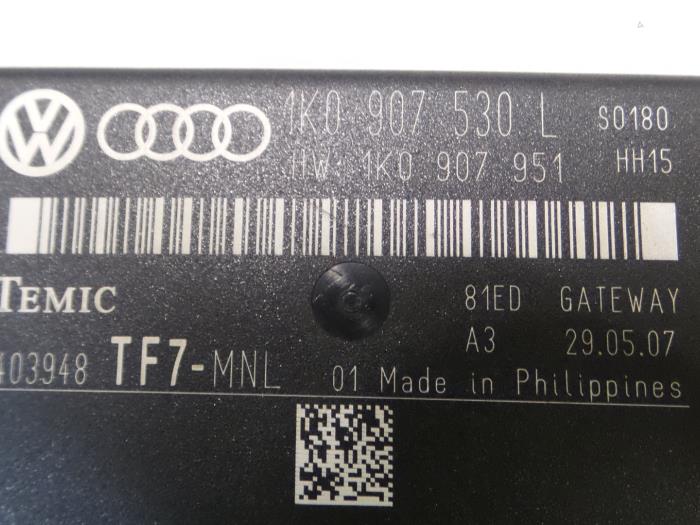 1K0 907 530 L S0180
HW: 1K0 907 951 HH15
TEMIC 81ED GATEWAY
A3 29.05.07
403948 TF7-MNL 01 Made in Philippines